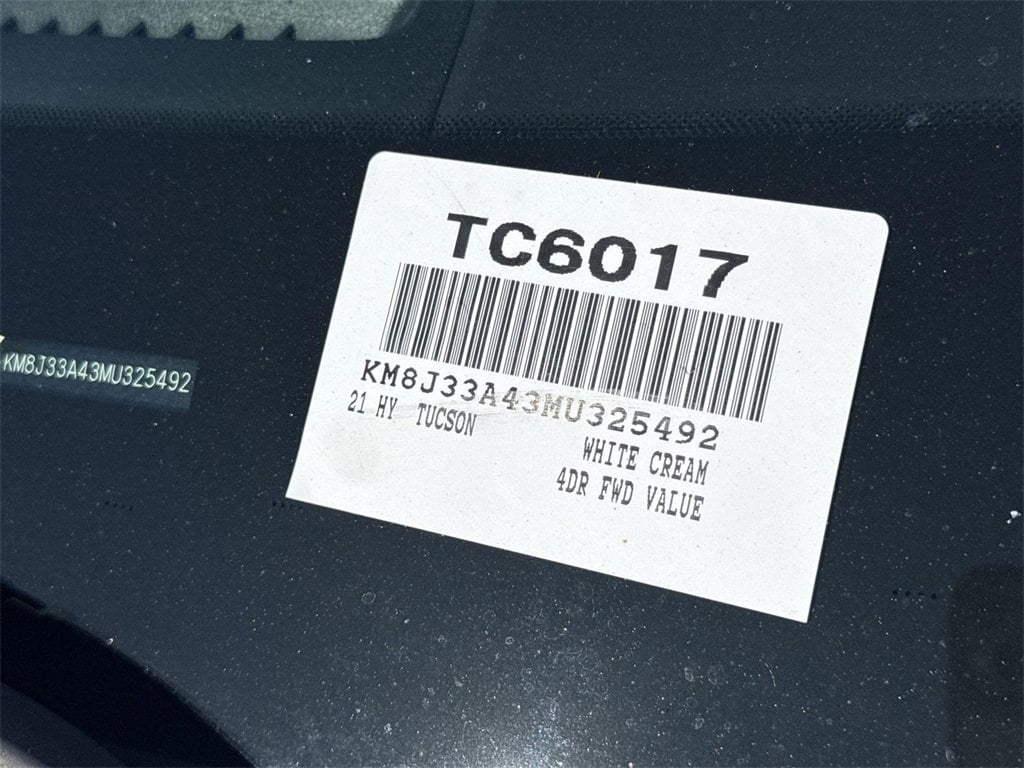 TC6017
KM8J33A43MU325492
KM8J33A43MU325492
21 HY TUCSON
WHITE CREAM
4DR FWD VALUE